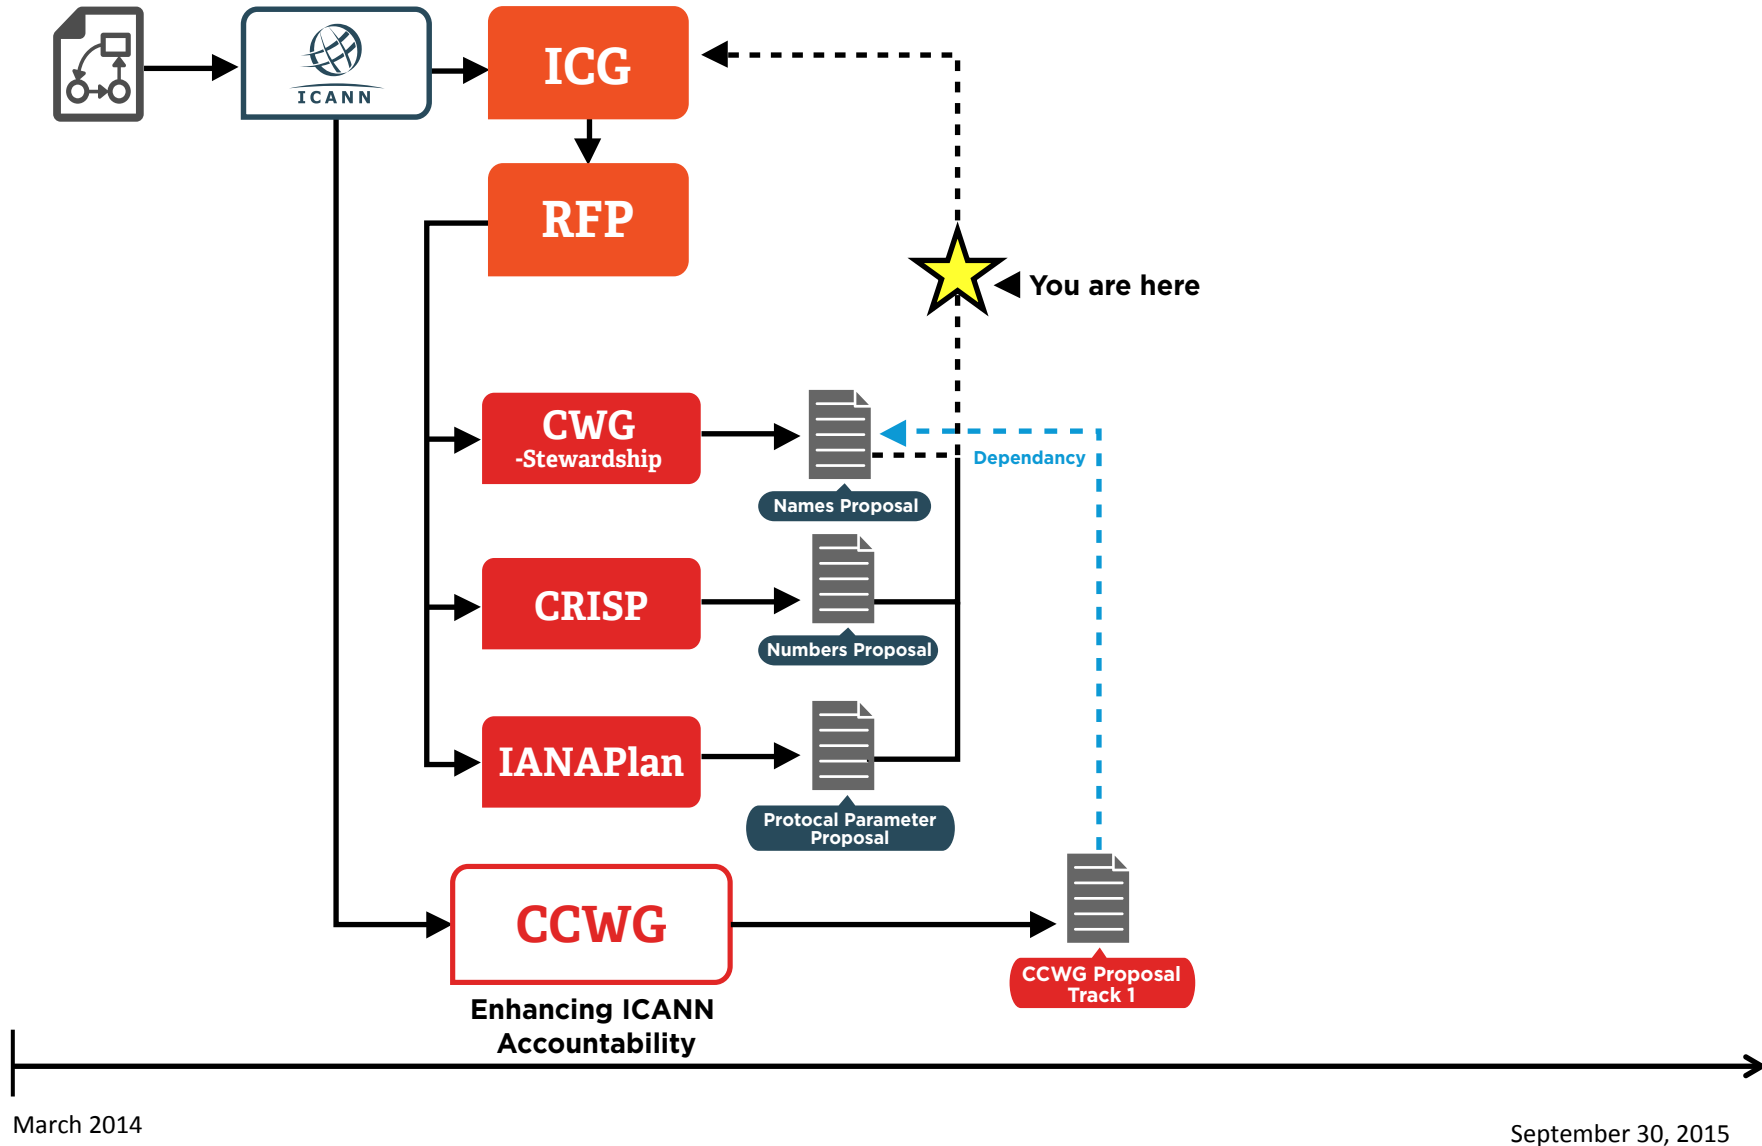 ICANN
ICG
RFP
You are here
CWG
-Stewardship
Dependancy
Names Proposal
CRISP
Numbers Proposal
IANAPlan
Protocal Parameter
Proposal
CCWG
CCWG Proposal
Track 1
Enhancing ICANN
Accountability
March 2014
September 30, 2015